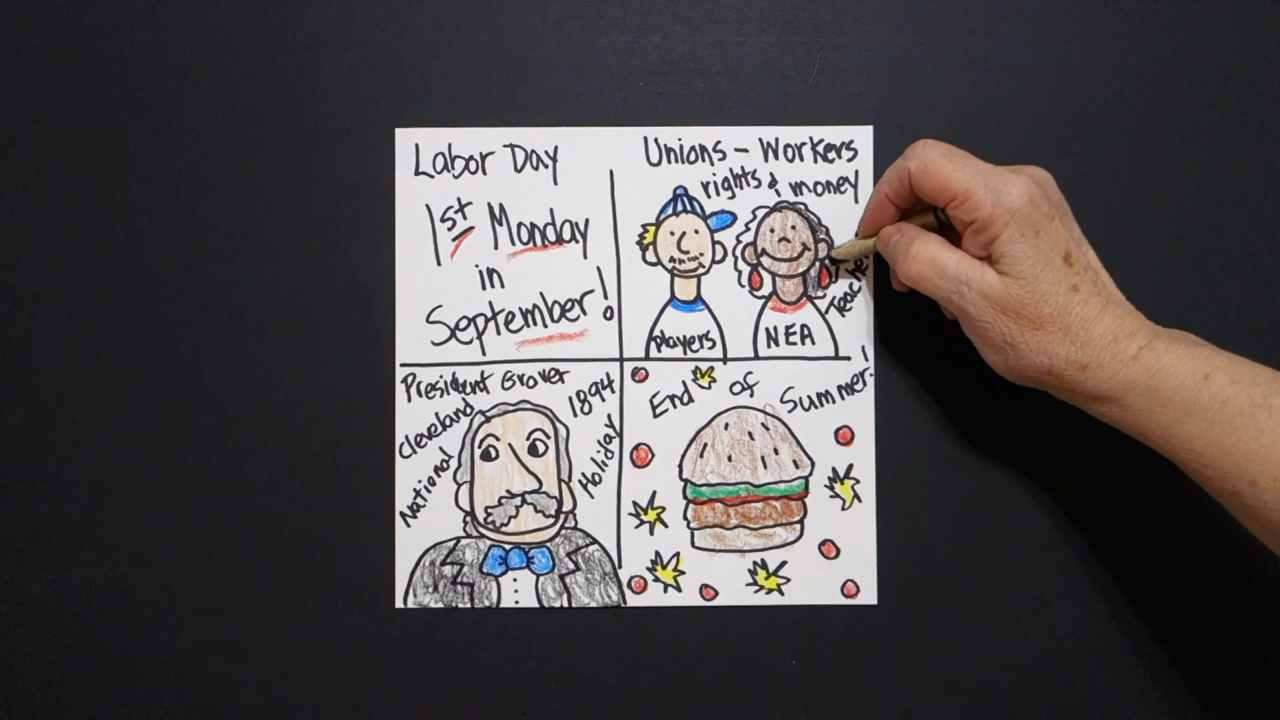 Labor Day
1st Monday
in
September!
Unions - Workers
rights & money
players
NEA
President Grover
Cleveland
1894
National
Holiday
End of Summer!